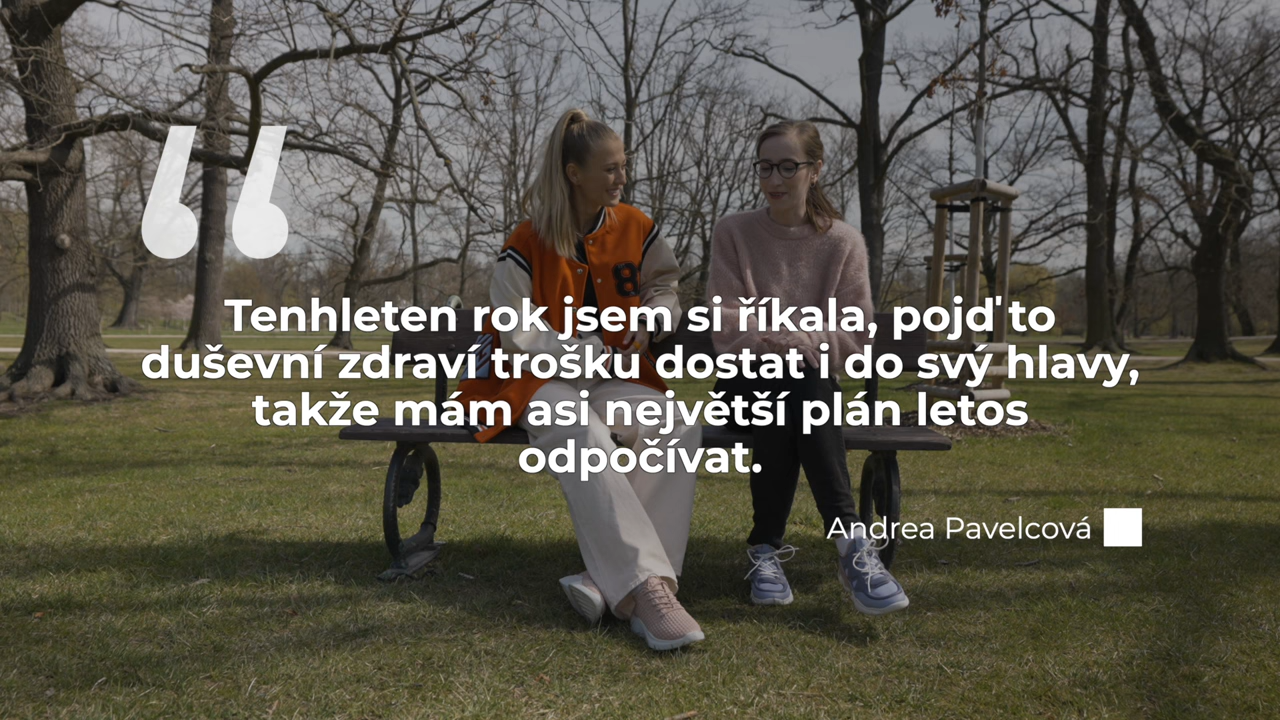 “
Tenhleten rok jsem si říkala, pojď to
duševní zdraví trošku dostat i do svý hlavy,
takže mám asi největší plán letos
odpočívat.
Andrea Pavelcová